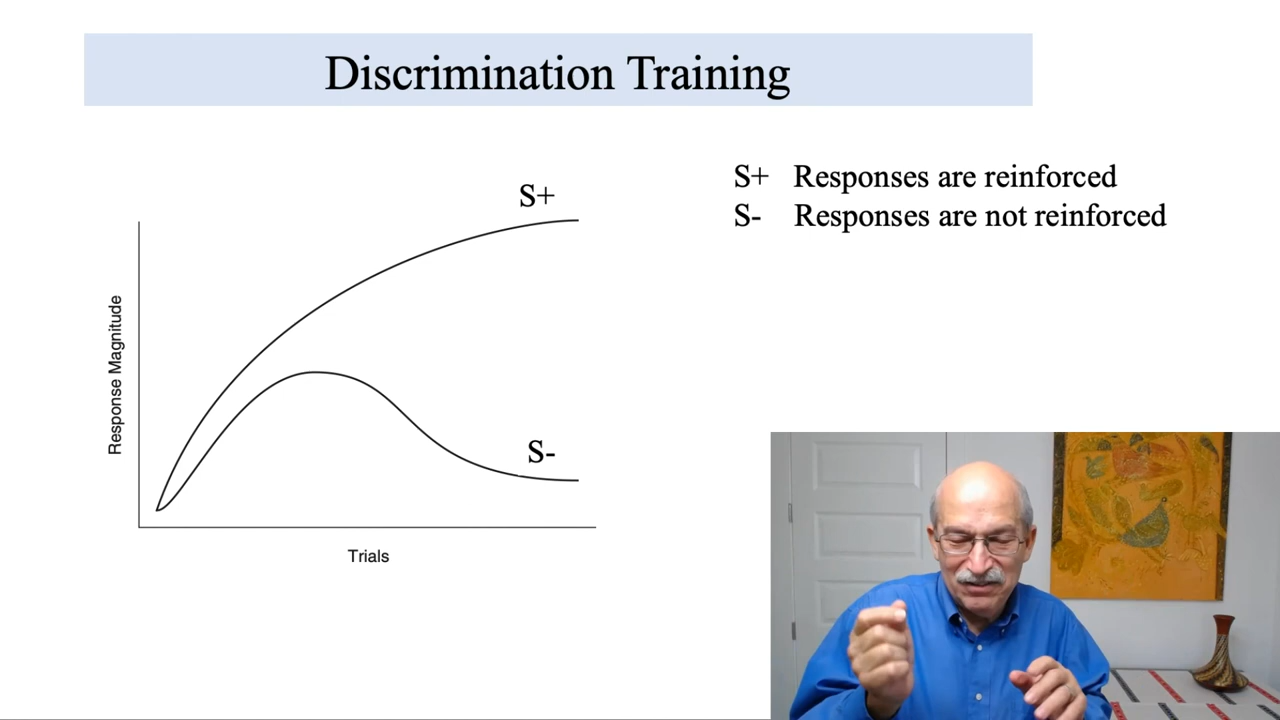 Discrimination Training
S+ Responses are reinforced
S- Responses are not reinforced
S+
S-
Response Magnitude
Trials